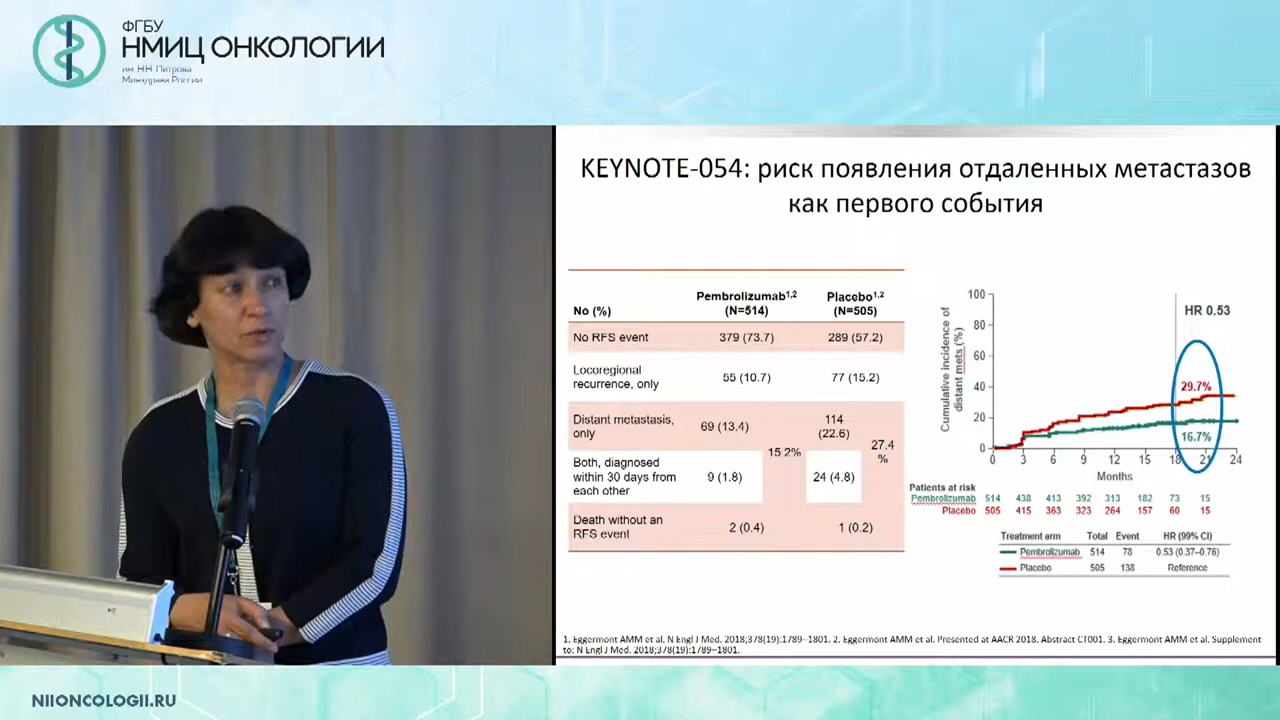 ФГБУ
НМИЦ ОНКОЛОГИИ
им. Н.Н. Петрова
Минздрава России
KEYNOTE-054: риск появления отдаленных метастазов
как первого события
No (%)
Pembrolizumab1,2
(N=514)
Placebo1,2
(N=505)
No RFS event
379 (73.7)
289 (57.2)
Locoregional
recurrence, only
55 (10.7)
77 (15.2)
Distant metastasis,
only
69 (13.4)
114
(22.6)
15.2%
27.4
%
Both, diagnosed
within 30 days from
each other
9 (1.8)
24 (4.8)
Death without an
RFS event
2 (0.4)
1 (0.2)
Cumulative incidence of
distant mets (%)
100
80
60
40
20
0
HR 0.53
29.7%
16.7%
0 3 6 9 12 15 18 21 24
Months
Patients at risk
Pembrolizumab 514 438 413 392 313 182 73 15
Placebo 505 415 363 323 264 157 60 15
Treatment arm Total Event HR (99% CI)
Pembrolizumab 514 78 0.53 (0.37–0.76)
Placebo 505 138 Reference
1. Eggermont AMM et al. N Engl J Med. 2018;378(19):1789–1801. 2. Eggermont AMM et al. Presented at AACR 2018. Abstract CT001. 3. Eggermont AMM et al. Supplement
to: N Engl J Med. 2018;378(19):1789–1801.
NIIONCOLOGII.RU